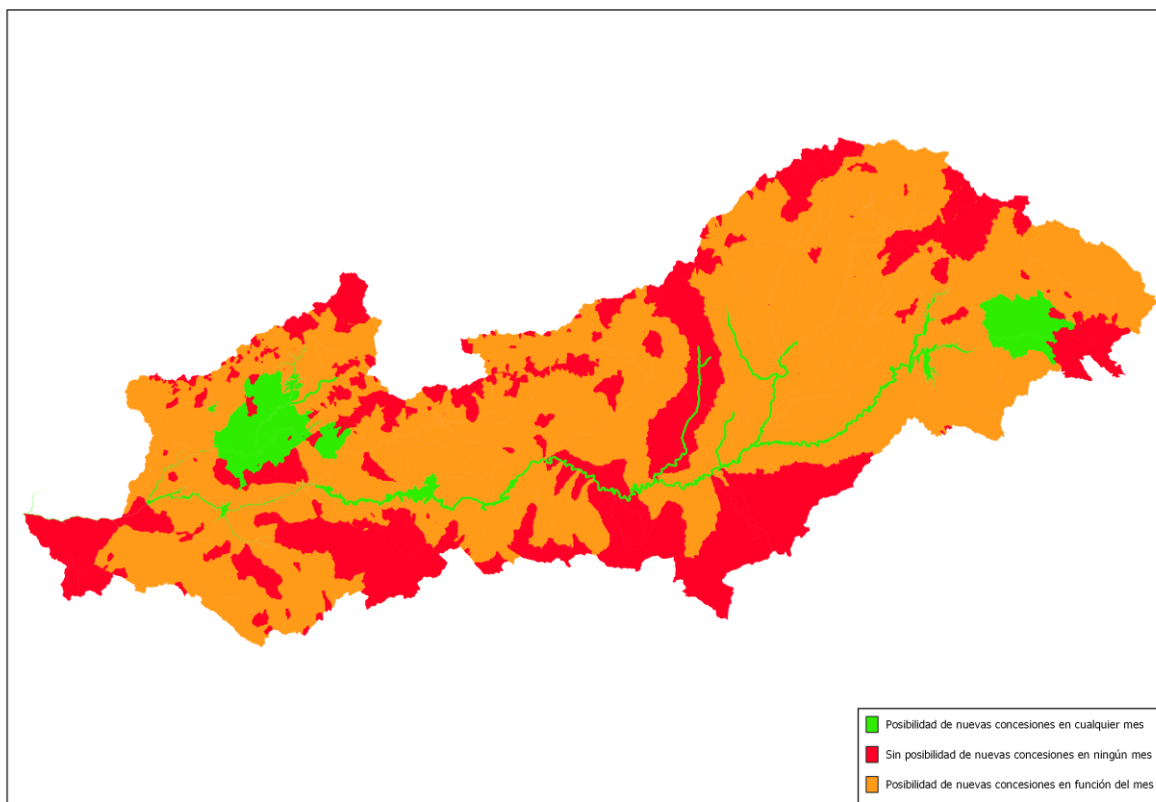 Posibilidad de nuevas concesiones en cualquier mes
Sin posibilidad de nuevas concesiones en ningún mes
Posibilidad de nuevas concesiones en función del mes